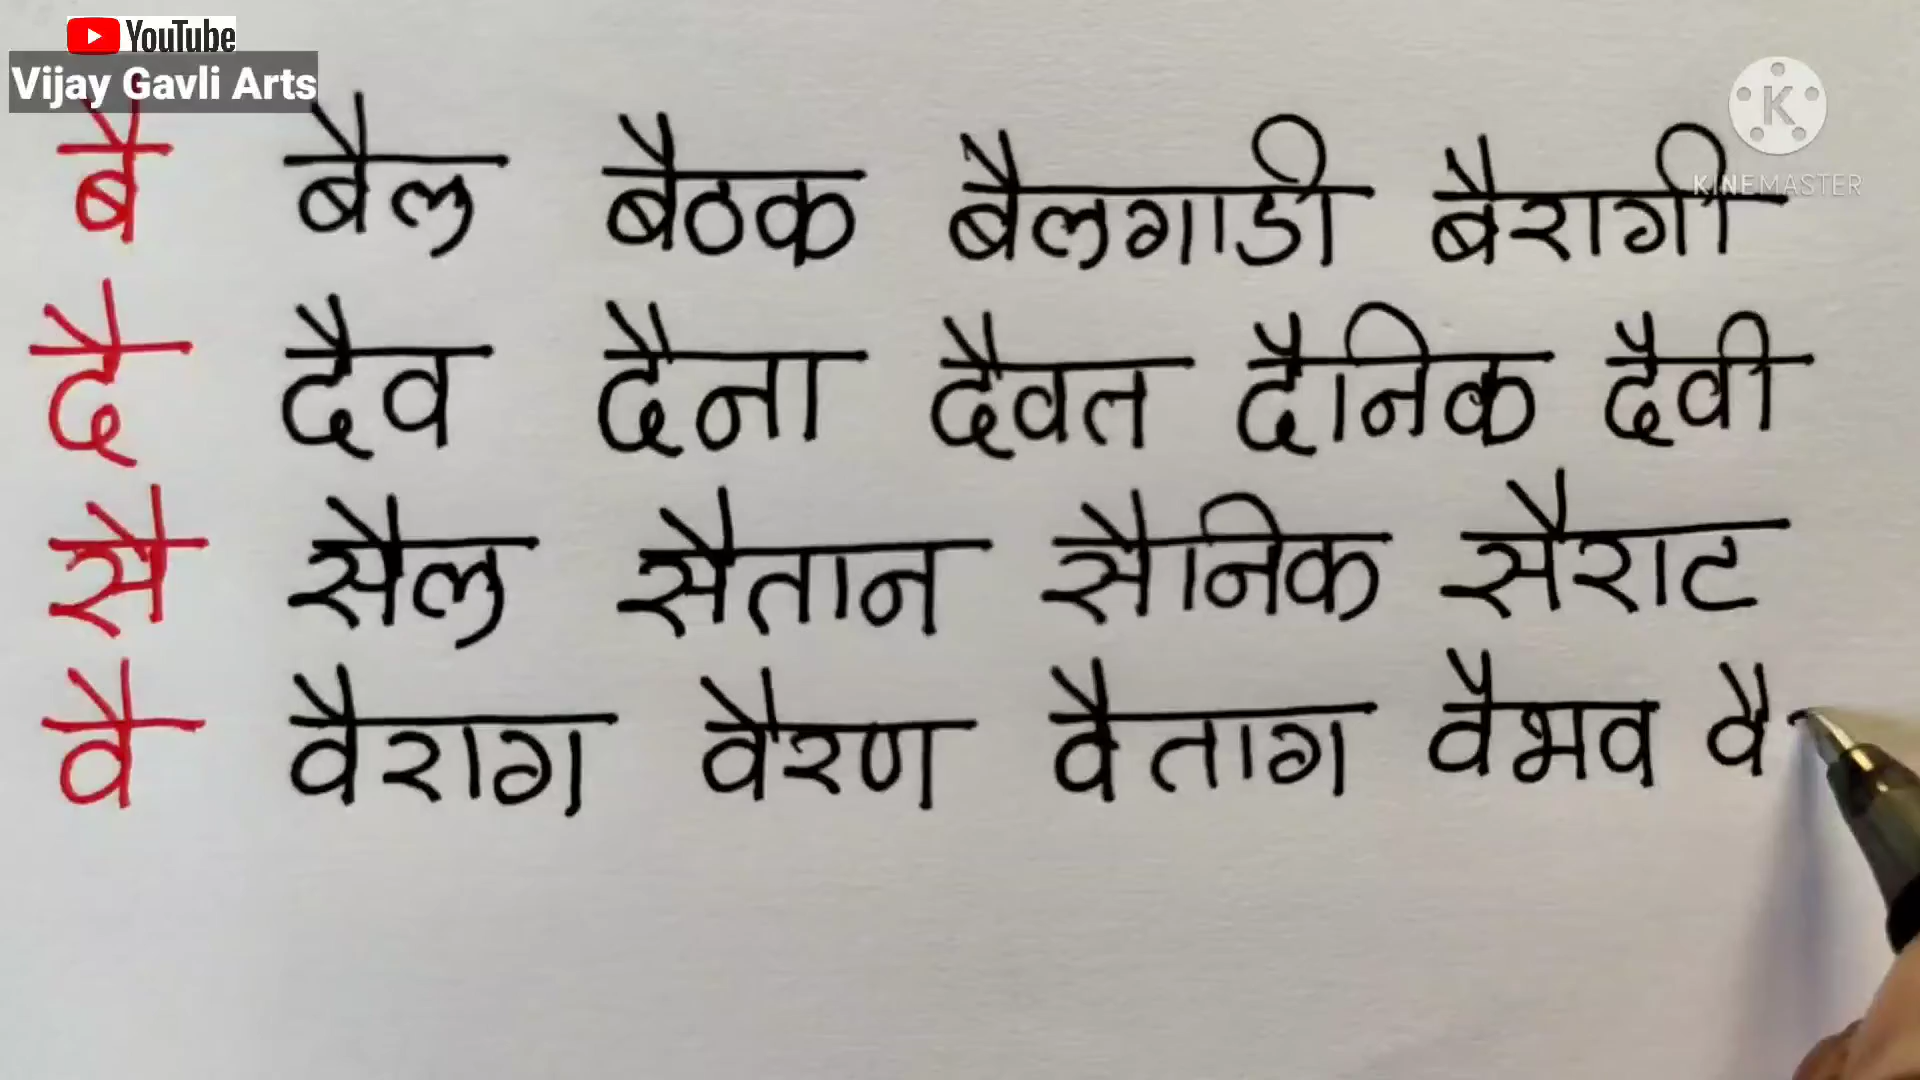 YouTube
Vijay Gavli Arts
KINEMASTER
बै बैल बैठक बैलगाडी बैरागी
दै दैव दैना दैवत दैनिक दैवी
सै सैल सैतान सैनिक सैराट
वै वैराग वैरण वैताग वैभव वै